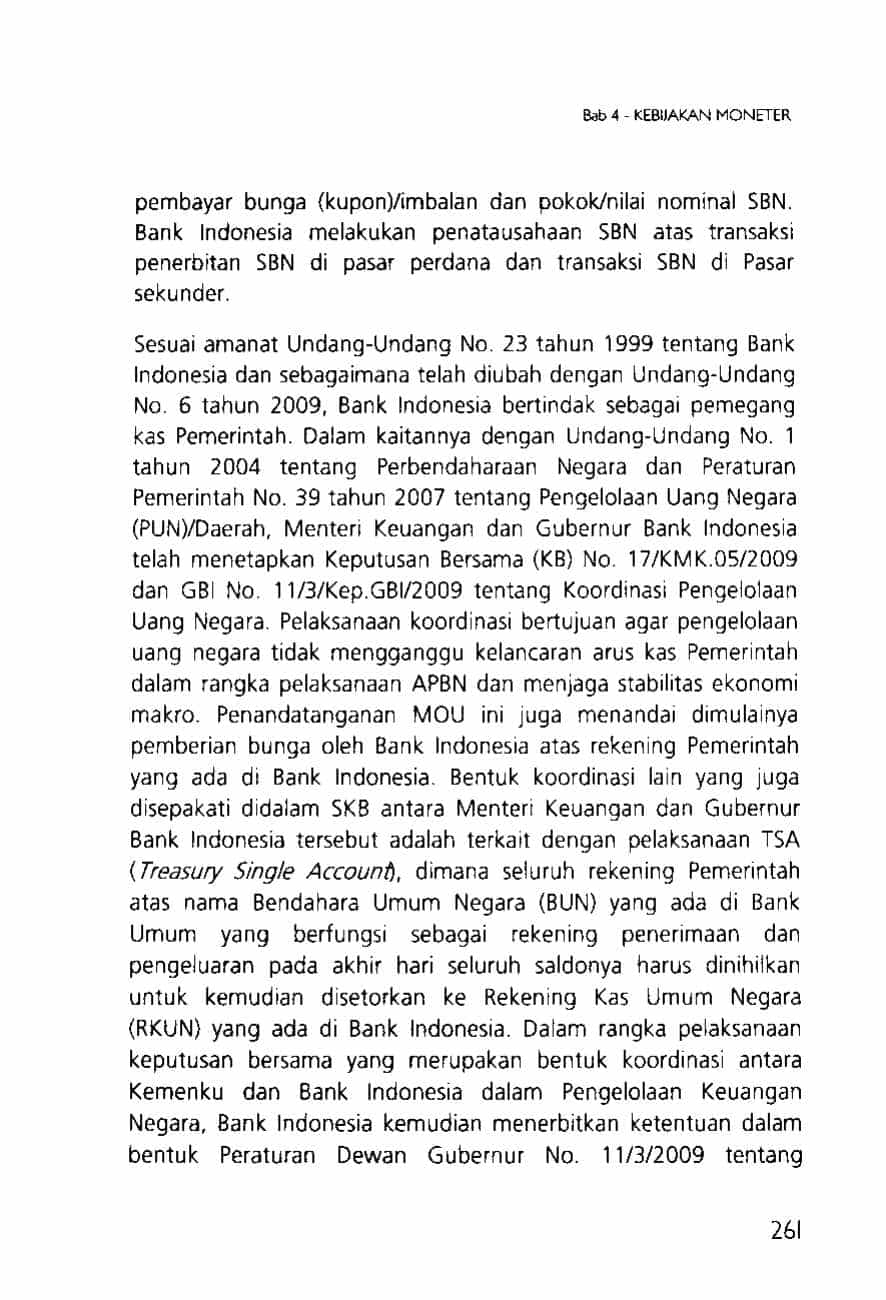 Bab 4 - KEBIJAKAN MONETER
pembayar bunga (kupon)/imbalan dan pokok/nilai nominal SBN.
Bank Indonesia melakukan penatausahaan SBN atas transaksi
penerbitan SBN di pasar perdana dan transaksi SBN di Pasar
sekunder.
Sesuai amanat Undang-Undang No. 23 tahun 1999 tentang Bank
Indonesia dan sebagaimana telah diubah dengan Undang-Undang
No. 6 tahun 2009, Bank Indonesia bertindak sebagai pemegang
kas Pemerintah. Dalam kaitannya dengan Undang-Undang No. 1
tahun 2004 tentang Perbendaharaan Negara dan Peraturan
Pemerintah No. 39 tahun 2007 tentang Pengelolaan Uang Negara
(PUN)/Daerah, Menteri Keuangan dan Gubernur Bank Indonesia
telah menetapkan Keputusan Bersama (KB) No. 17/KMK.05/2009
dan GBI No. 11/3/Kep.GBI/2009 tentang Koordinasi Pengelolaan
Uang Negara. Pelaksanaan koordinasi bertujuan agar pengelolaan
uang negara tidak mengganggu kelancaran arus kas Pemerintah
dalam rangka pelaksanaan APBN dan menjaga stabilitas ekonomi
makro. Penandatanganan MOU ini juga menandai dimulainya
pemberian bunga oleh Bank Indonesia atas rekening Pemerintah
yang ada di Bank Indonesia. Bentuk koordinasi lain yang juga
disepakati didalam SKB antara Menteri Keuangan dan Gubernur
Bank Indonesia tersebut adalah terkait dengan pelaksanaan TSA
(Treasury Single Account), dimana seluruh rekening Pemerintah
atas nama Bendahara Umum Negara (BUN) yang ada di Bank
Umum yang berfungsi sebagai rekening penerimaan dan
pengeluaran pada akhir hari seluruh saldonya harus dinihilkan
untuk kemudian disetorkan ke Rekening Kas Umum Negara
(RKUN) yang ada di Bank Indonesia. Dalam rangka pelaksanaan
keputusan bersama yang merupakan bentuk koordinasi antara
Kemenku dan Bank Indonesia dalam Pengelolaan Keuangan
Negara, Bank Indonesia kemudian menerbitkan ketentuan dalam
bentuk Peraturan Dewan Gubernur No. 11/3/2009 tentang
261